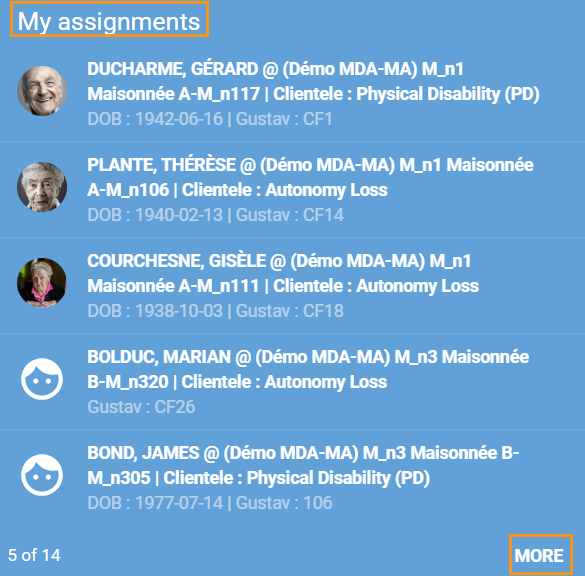 My assignments
DUCHARME, GÉRARD @ (Démo MDA-MA) M_n1
Maisonnée A-M_n117 | Clientele : Physical Disability (PD)
DOB : 1942-06-16 | Gustav : CF1
PLANTE, THÉRÈSE @ (Démo MDA-MA) M_n1 Maisonnée
A-M_n106 | Clientele : Autonomy Loss
DOB : 1940-02-13 | Gustav : CF14
COURCHESNE, GISÈLE @ (Démo MDA-MA) M_n1
Maisonnée A-M_n111 | Clientele : Autonomy Loss
DOB : 1938-10-03 | Gustav : CF18
BOLDUC, MARIAN @ (Démo MDA-MA) M_n3 Maisonnée
B-M_n320 | Clientele : Autonomy Loss
Gustav : CF26
BOND, JAMES @ (Démo MDA-MA) M_n3 Maisonnée B-
M_n305 | Clientele : Physical Disability (PD)
DOB : 1977-07-14 | Gustav : 106
5 of 14
MORE